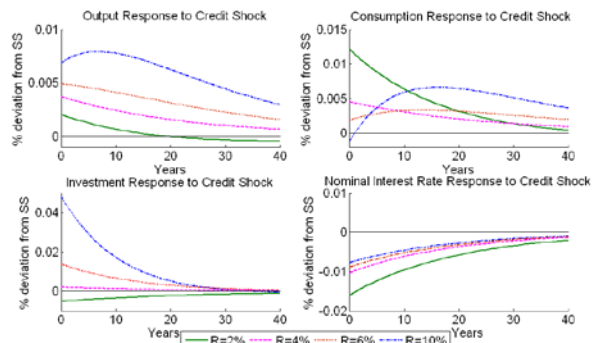 Output Response to Credit Shock
% deviation from SS
0.01
0.005
0
0 10 20 30 40
Years
Consumption Response to Credit Shock
% deviation from SS
0.015
0.01
0.005
0
0 10 20 30 40
Years
Investment Response to Credit Shock
% deviation from SS
0.04
0.02
0
0 10 20 30 40
Years
Nominal Interest Rate Response to Credit Shock
% deviation from SS
0
-0.01
-0.02
0 10 20 30 40
Years
R=2% R=4% R=6% R=10%